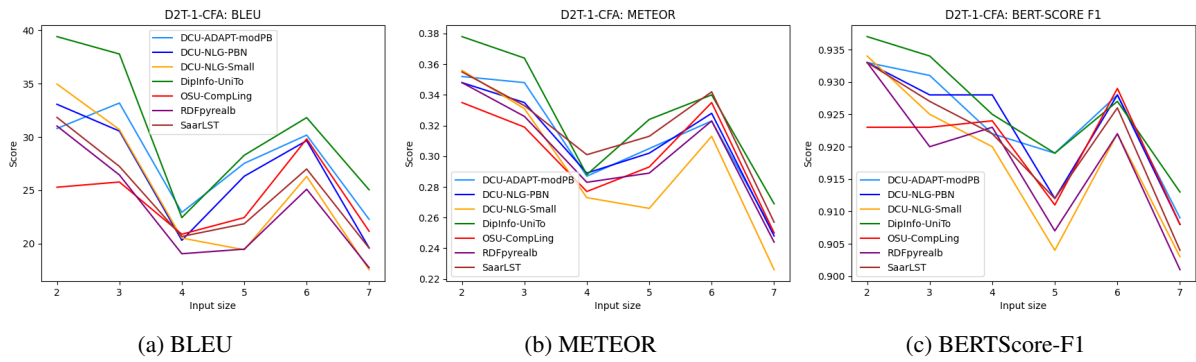 D2T-1-CFA: BLEU
40
35
30
25
20
Score
2 3 4 5 6 7
Input size
DCU-ADAPT-modPB
DCU-NLG-PBN
DCU-NLG-Small
DipInfo-UniTo
OSU-CompLing
RDFpyrealb
SaarLST
(a) BLEU
D2T-1-CFA: METEOR
0.38
0.36
0.34
0.32
0.30
0.28
0.26
0.24
0.22
Score
2 3 4 5 6 7
Input size
DCU-ADAPT-modPB
DCU-NLG-PBN
DCU-NLG-Small
DipInfo-UniTo
OSU-CompLing
RDFpyrealb
SaarLST
(b) METEOR
D2T-1-CFA: BERT-SCORE F1
0.935
0.930
0.925
0.920
0.915
0.910
0.905
0.900
Score
2 3 4 5 6 7
Input size
DCU-ADAPT-modPB
DCU-NLG-PBN
DCU-NLG-Small
DipInfo-UniTo
OSU-CompLing
RDFpyrealb
SaarLST
(c) BERTScore-F1